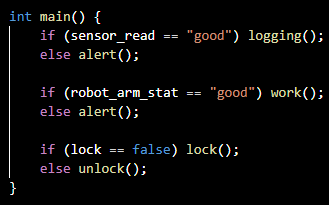 int main() {
if (sensor_read == "good") logging();
else alert();
if (robot_arm_stat == "good") work();
else alert();
if (lock == false) lock();
else unlock();
}